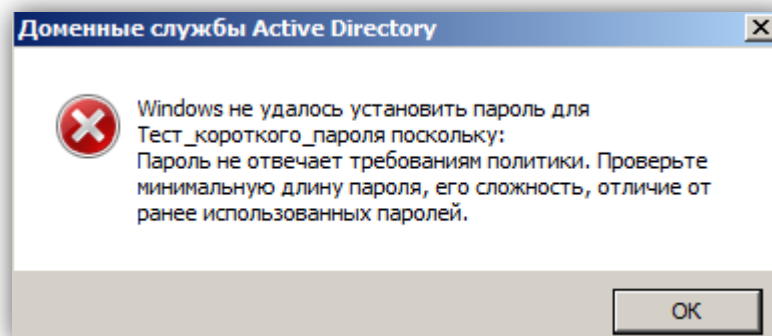 Доменные службы Active Directory
Windows не удалось установить пароль для
Тест_короткого_пароля поскольку:
Пароль не отвечает требованиям политики. Проверьте
минимальную длину пароля, его сложность, отличие от
ранее использованных паролей.
ОК